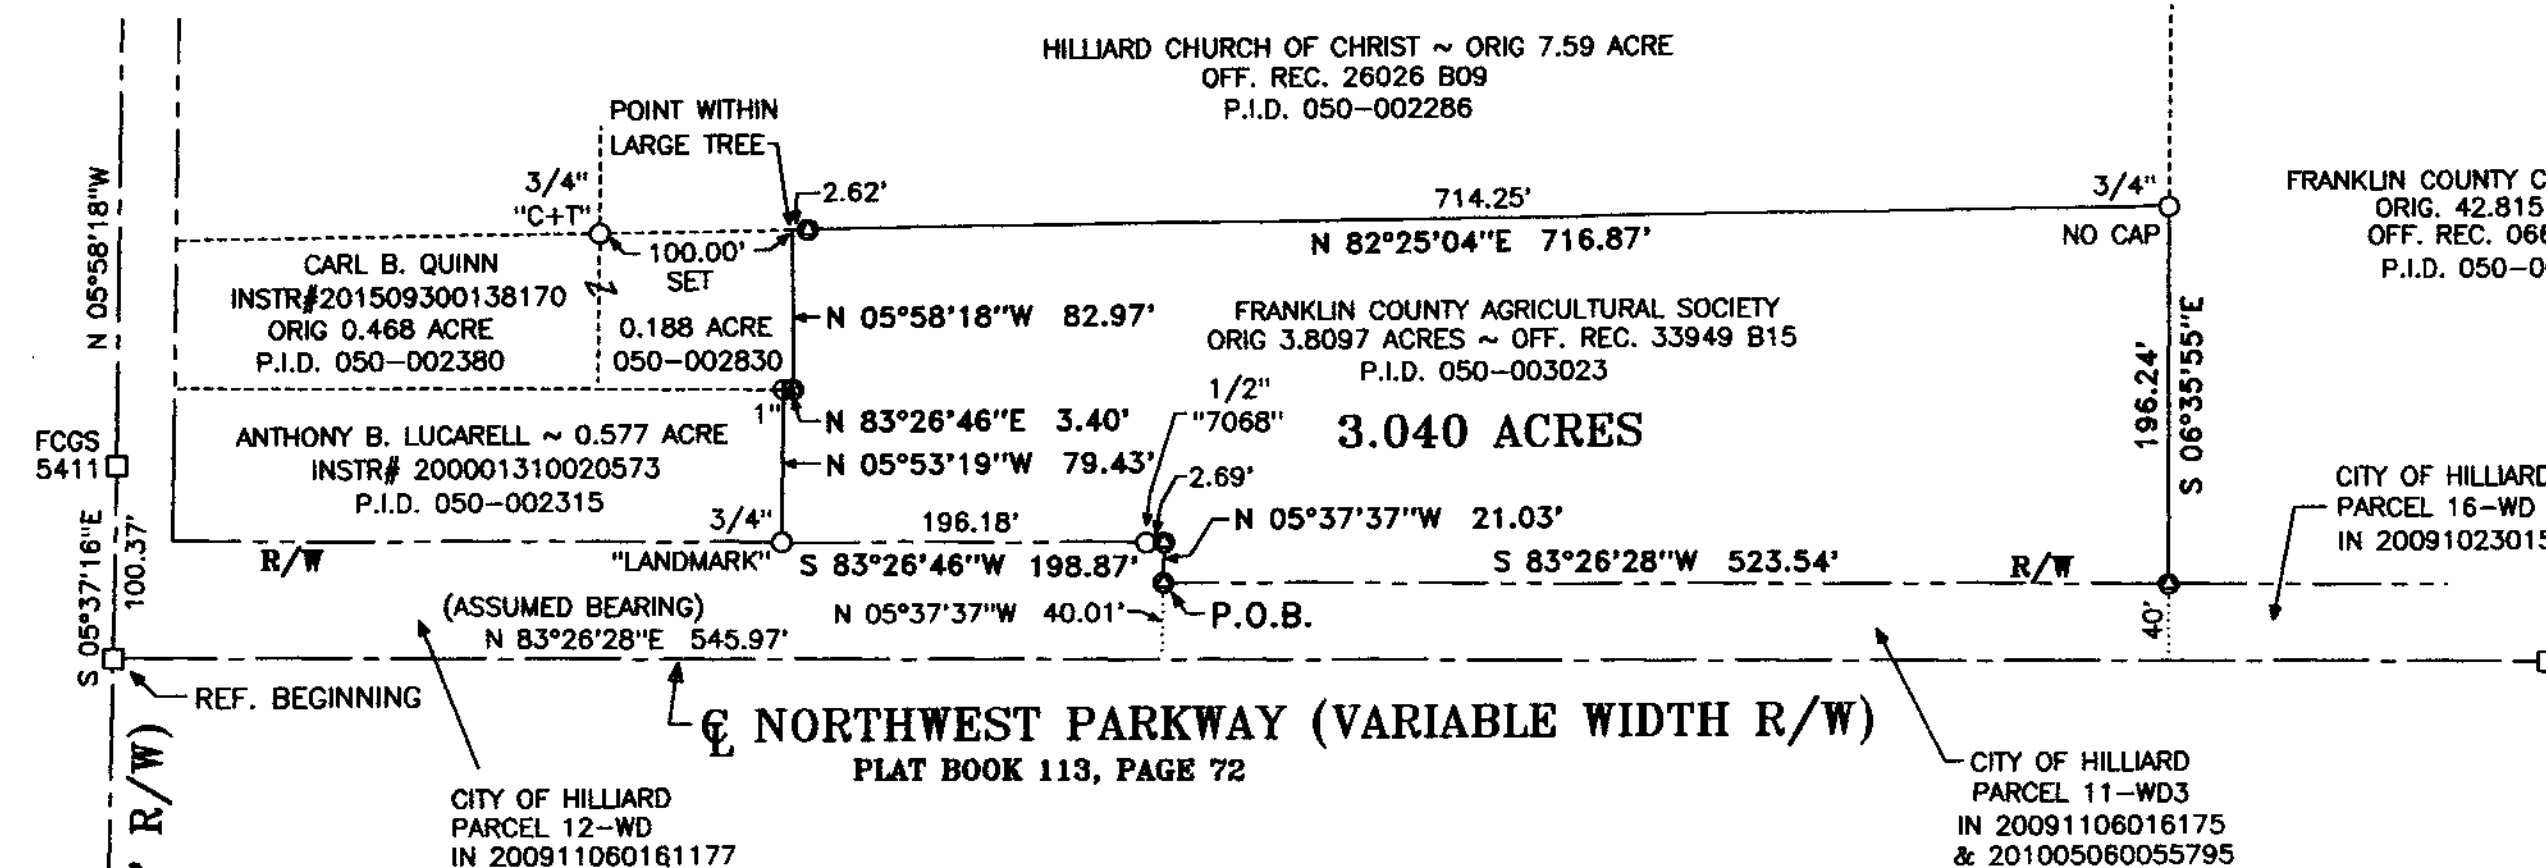 HILLIARD CHURCH OF CHRIST ~ ORIG 7.59 ACRE
OFF. REC. 26026 B09
P.I.D. 050-002286
POINT WITHIN
LARGE TREE
3/4"
"C+T"
2.62'
714.25'
N 82°25'04"E 716.87'
3/4"
NO CAP
FRANKLIN COUNTY C
ORIG. 42.815
OFF. REC. 066
P.I.D. 050-0
N 05°58'18"W
100.00'
SET
CARL B. QUINN
INSTR#201509300138170
ORIG 0.468 ACRE
P.I.D. 050-002380
0.188 ACRE
050-002830
N 05°58'18"W 82.97'
FRANKLIN COUNTY AGRICULTURAL SOCIETY
ORIG 3.8097 ACRES ~ OFF. REC. 33949 B15
P.I.D. 050-003023
3.040 ACRES
196.24'
S 06°35'55"E
1"
N 83°26'46"E 3.40'
1/2"
"7068"
ANTHONY B. LUCARELL ~ 0.577 ACRE
INSTR# 200001310020573
P.I.D. 050-002315
N 05°53'19"W 79.43'
FCGS
5411
2.69'
CITY OF HILLIARD
PARCEL 16-WD
IN 20091023015
3/4"
"LANDMARK"
196.18'
S 83°26'46"W 198.87'
N 05°37'37"W 21.03'
S 83°26'28"W 523.54'
R/W
R/W
S 05°37'16"E
100.37'
(ASSUMED BEARING)
N 83°26'28"E 545.97'
N 05°37'37"W 40.01'
P.O.B.
40'
REF. BEGINNING
R/W)
℄ NORTHWEST PARKWAY (VARIABLE WIDTH R/W)
PLAT BOOK 113, PAGE 72
CITY OF HILLIARD
PARCEL 12-WD
IN 200911060161177
CITY OF HILLIARD
PARCEL 11-WD3
IN 20091106016175
& 201005060055795